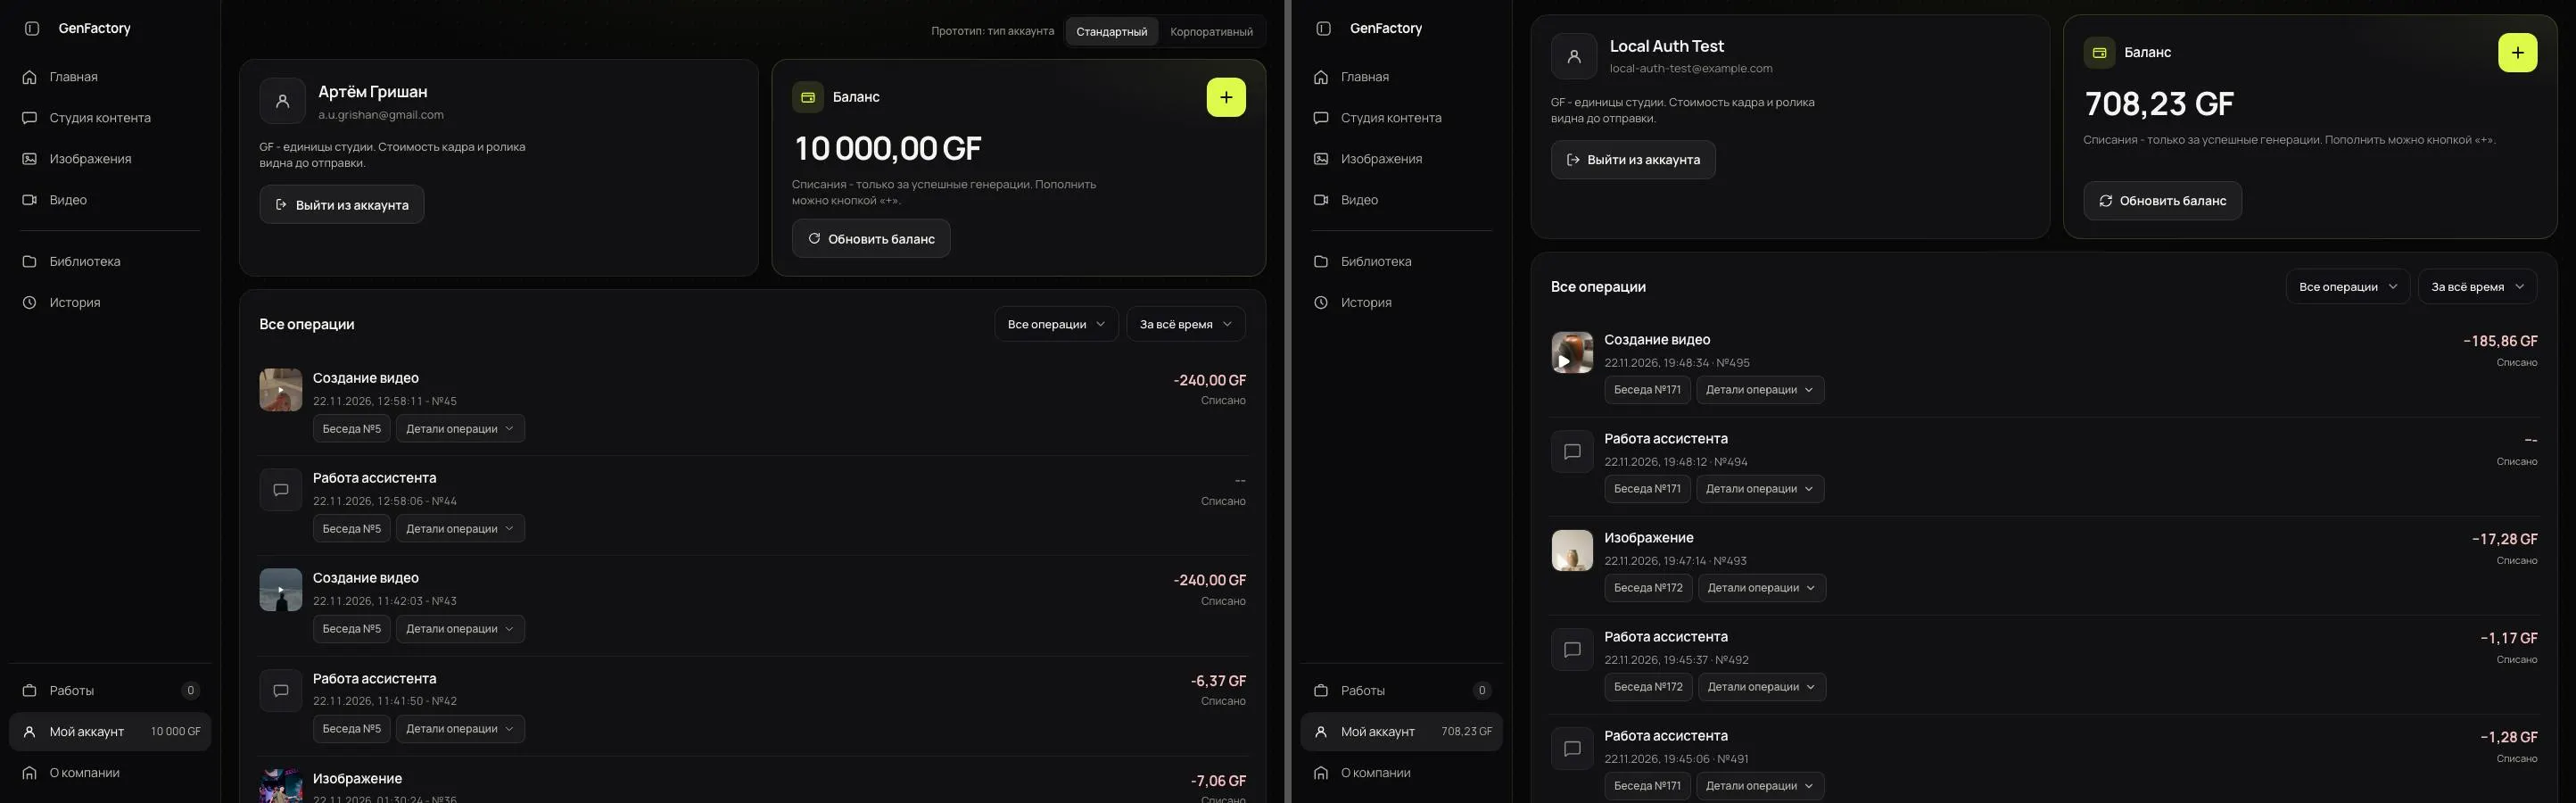 GenFactory
Главная
Студия контента
Изображения
Видео
Библиотека
История
Работы 0
Мой аккаунт 10 000 GF
О компании
Прототип: тип аккаунта Стандартный Корпоративный
Артём Гришан
a.u.grishan@gmail.com
GF - единицы студии. Стоимость кадра и ролика
видна до отправки.
Выйти из аккаунта
Баланс
+
10 000,00 GF
Списания - только за успешные генерации. Пополнить
можно кнопкой «+».
Обновить баланс
Все операции Все операции За всё время
Создание видео -240,00 GF
22.11.2026, 12:58:11 - №45 Списано
Беседа №5 Детали операции
Работа ассистента --
22.11.2026, 12:58:06 - №44 Списано
Беседа №5 Детали операции
Создание видео -240,00 GF
22.11.2026, 11:42:03 - №43 Списано
Беседа №5 Детали операции
Работа ассистента -6,37 GF
22.11.2026, 11:41:50 - №42 Списано
Беседа №5 Детали операции
Изображение -7,06 GF
22.11.2026, 01:30:24 - №36 Списано
GenFactory
Главная
Студия контента
Изображения
Видео
Библиотека
История
Работы 0
Мой аккаунт 708,23 GF
О компании
Local Auth Test
local-auth-test@example.com
GF - единицы студии. Стоимость кадра и ролика
видна до отправки.
Выйти из аккаунта
Баланс
+
708,23 GF
Списания - только за успешные генерации. Пополнить можно кнопкой «+».
Обновить баланс
Все операции Все операции За всё время
Создание видео −185,86 GF
22.11.2026, 19:48:34 · №495 Списано
Беседа №171 Детали операции
Работа ассистента --
22.11.2026, 19:48:12 · №494 Списано
Беседа №171 Детали операции
Изображение −17,28 GF
22.11.2026, 19:47:14 · №493 Списано
Беседа №172 Детали операции
Работа ассистента −1,17 GF
22.11.2026, 19:45:37 · №492 Списано
Беседа №172 Детали операции
Работа ассистента −1,28 GF
22.11.2026, 19:45:06 · №491 Списано
Беседа №171 Детали операции